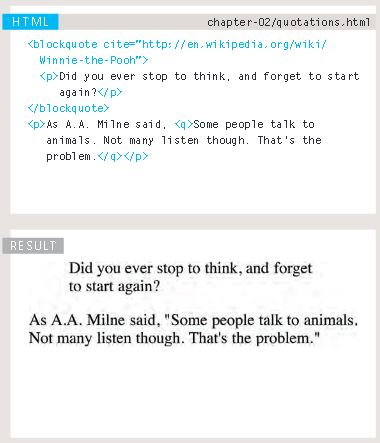 HTML chapter-02/quotations.html
<blockquote cite="http://en.wikipedia.org/wiki/
Winnie-the-Pooh">
<p>Did you ever stop to think, and forget to start
again?</p>
</blockquote>
<p>As A.A. Milne said, <q>Some people talk to
animals. Not many listen though. That's the
problem.</q></p>
RESULT
Did you ever stop to think, and forget
to start again?
As A.A. Milne said, "Some people talk to animals.
Not many listen though. That's the problem."